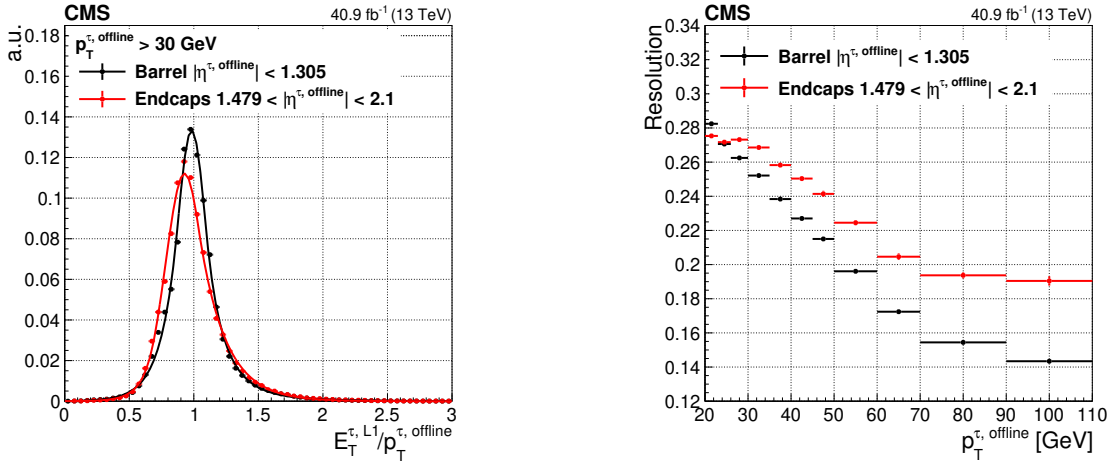 CMS 40.9 fb⁻¹ (13 TeV)
a.u.
p_T^{τ, offline} > 30 GeV
Barrel |η^{τ, offline}| < 1.305
Endcaps 1.479 < |η^{τ, offline}| < 2.1
0.18
0.16
0.14
0.12
0.1
0.08
0.06
0.04
0.02
0
0 0.5 1 1.5 2 2.5 3
E_T^{τ, L1}/p_T^{τ, offline}
CMS 40.9 fb⁻¹ (13 TeV)
Resolution
Barrel |η^{τ, offline}| < 1.305
Endcaps 1.479 < |η^{τ, offline}| < 2.1
0.34
0.32
0.3
0.28
0.26
0.24
0.22
0.2
0.18
0.16
0.14
0.12
20 30 40 50 60 70 80 90 100 110
p_T^{τ, offline} [GeV]